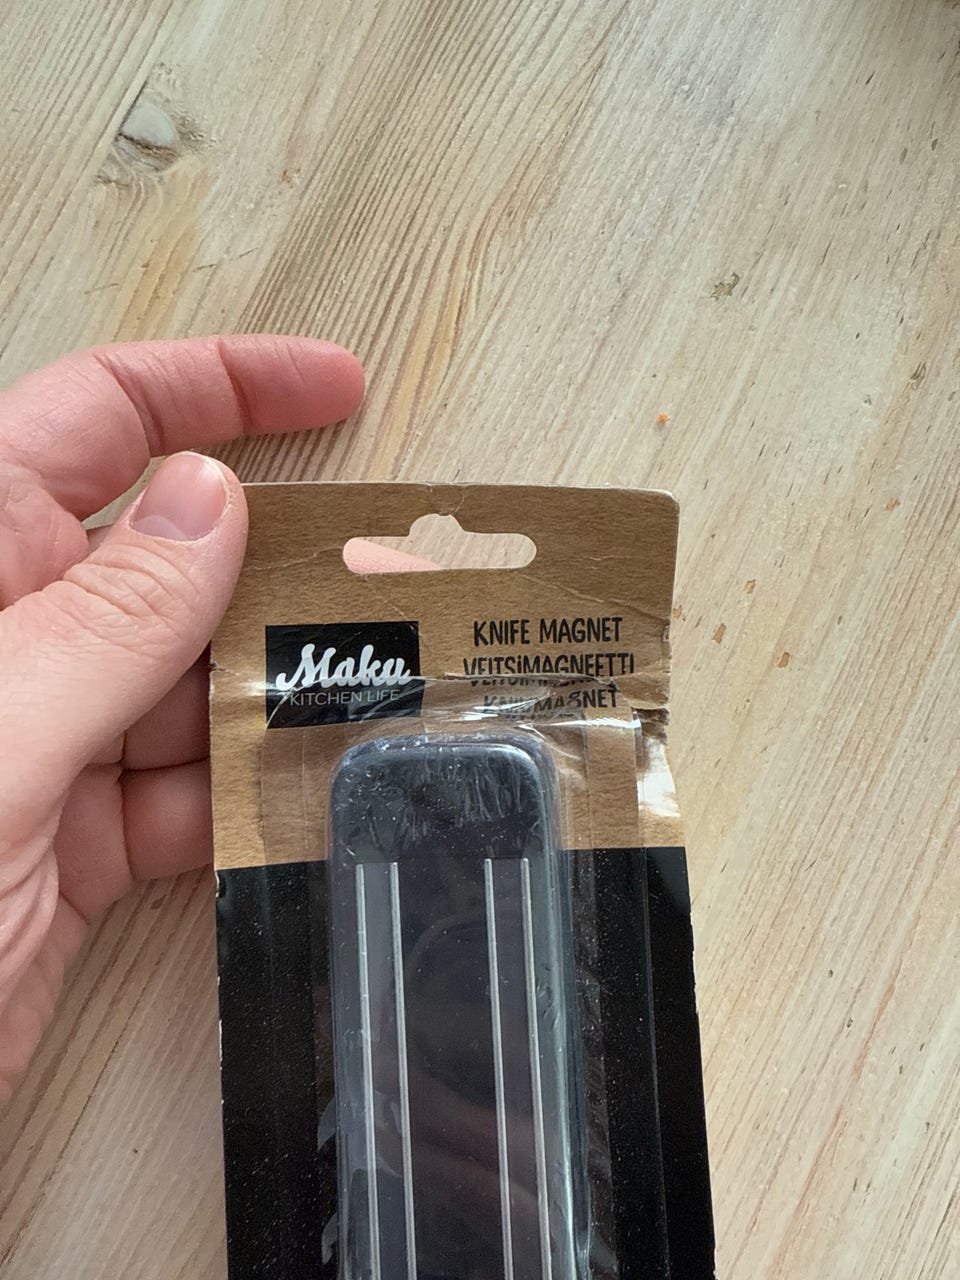 Maku
KITCHEN LIFE
KNIFE MAGNET
VEITSIMAGNEETTI
KNIVMAGNET